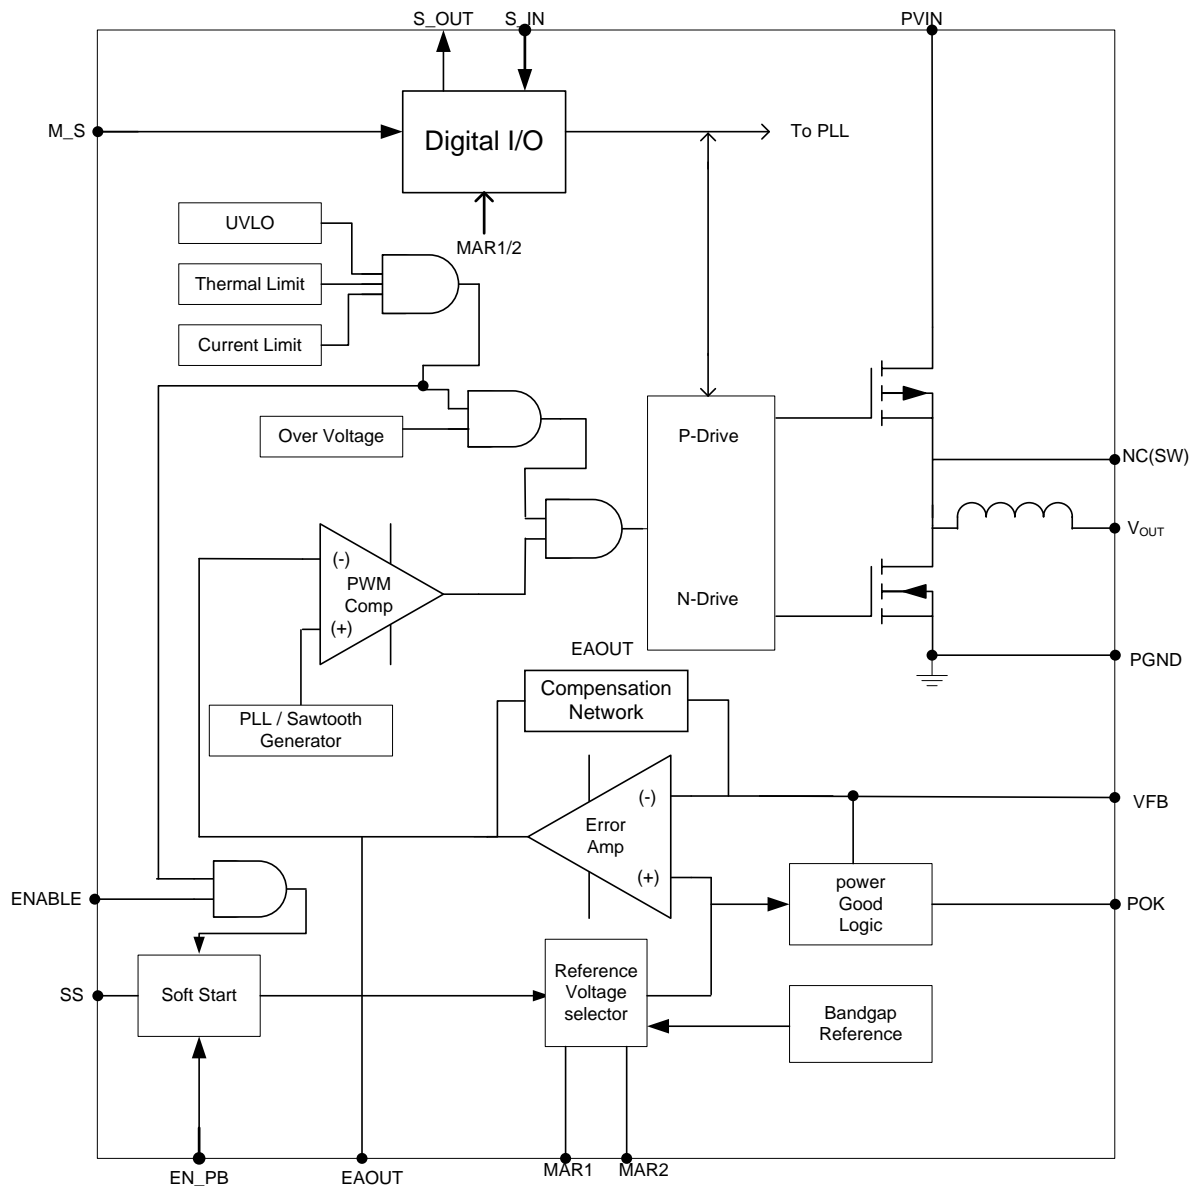 S_OUT
S_IN
PVIN
M_S
Digital I/O
To PLL
UVLO
MAR1/2
Thermal Limit
Current Limit
Over Voltage
P-Drive
NC(SW)
VOUT
(-)
PWM
Comp
(+)
N-Drive
EAOUT
PGND
Compensation
Network
PLL / Sawtooth
Generator
(-)
VFB
Error
Amp
(+)
power
Good
Logic
POK
ENABLE
Reference
Voltage
selector
SS
Soft Start
Bandgap
Reference
EN_PB
EAOUT
MAR1
MAR2